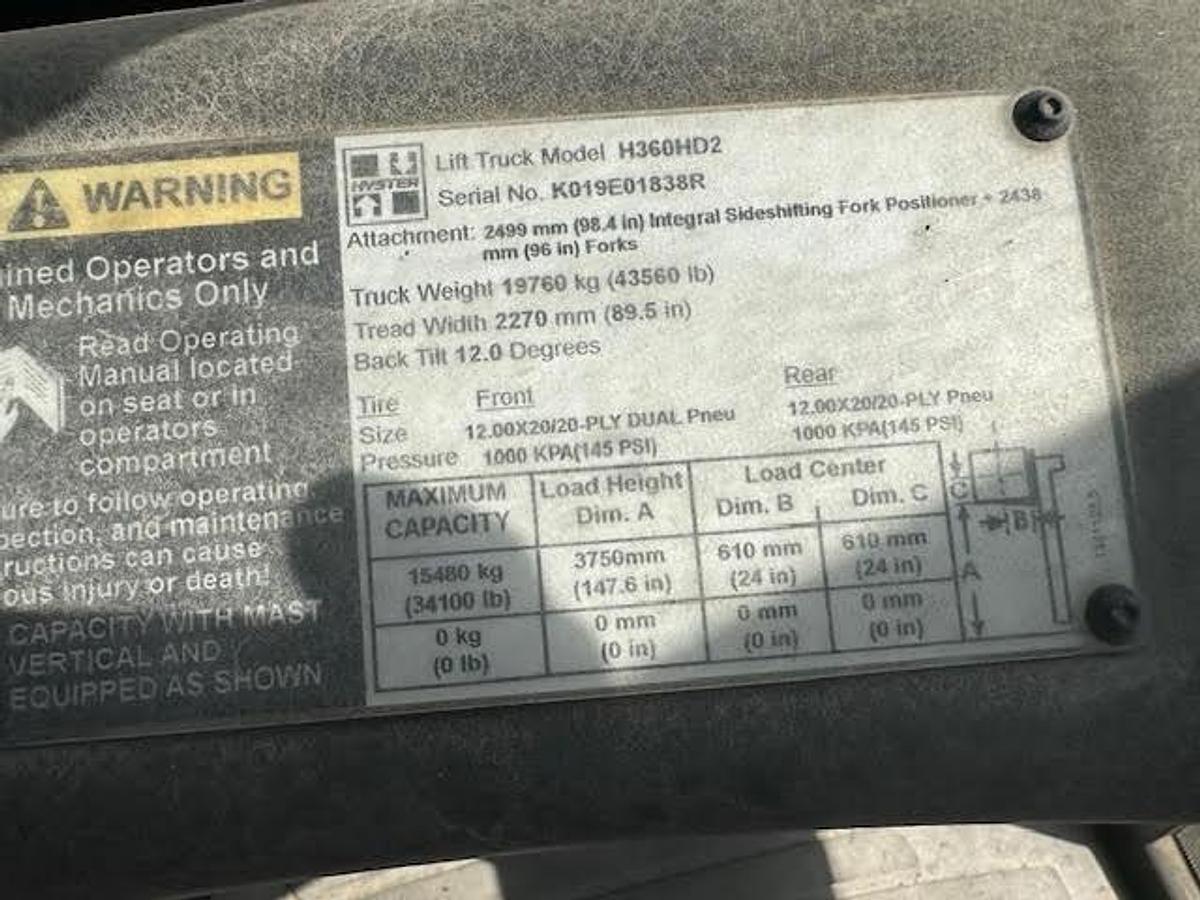 WARNING
ined Operators and
Mechanics Only
Read Operating
Manual located
on seat or in
operators
compartment
ure to follow operating
pection, and maintenance
ructions can cause
ous injury or death!
CAPACITY WITH MAST
VERTICAL AND
EQUIPPED AS SHOWN
HYSTER
Lift Truck Model H360HD2
Serial No. K019E01838R
Attachment: 2499 mm (98.4 in) Integral Sideshifting Fork Positioner + 2438
mm (96 in) Forks
Truck Weight 19760 kg (43560 lb)
Tread Width 2270 mm (89.5 in)
Back Tilt 12.0 Degrees
Tire Front Rear
Size 12.00X20/20-PLY DUAL Pneu 12.00X20/20-PLY Pneu
Pressure 1000 KPA(145 PSI) 1000 KPA(145 PSI)
MAXIMUM CAPACITY Load Height Dim. A Load Center Dim. B Dim. C
15480 kg 3750mm 610 mm 610 mm
(34100 lb) (147.6 in) (24 in) (24 in)
0 kg 0 mm 0 mm 0 mm
(0 lb) (0 in) (0 in) (0 in)
C
B
A